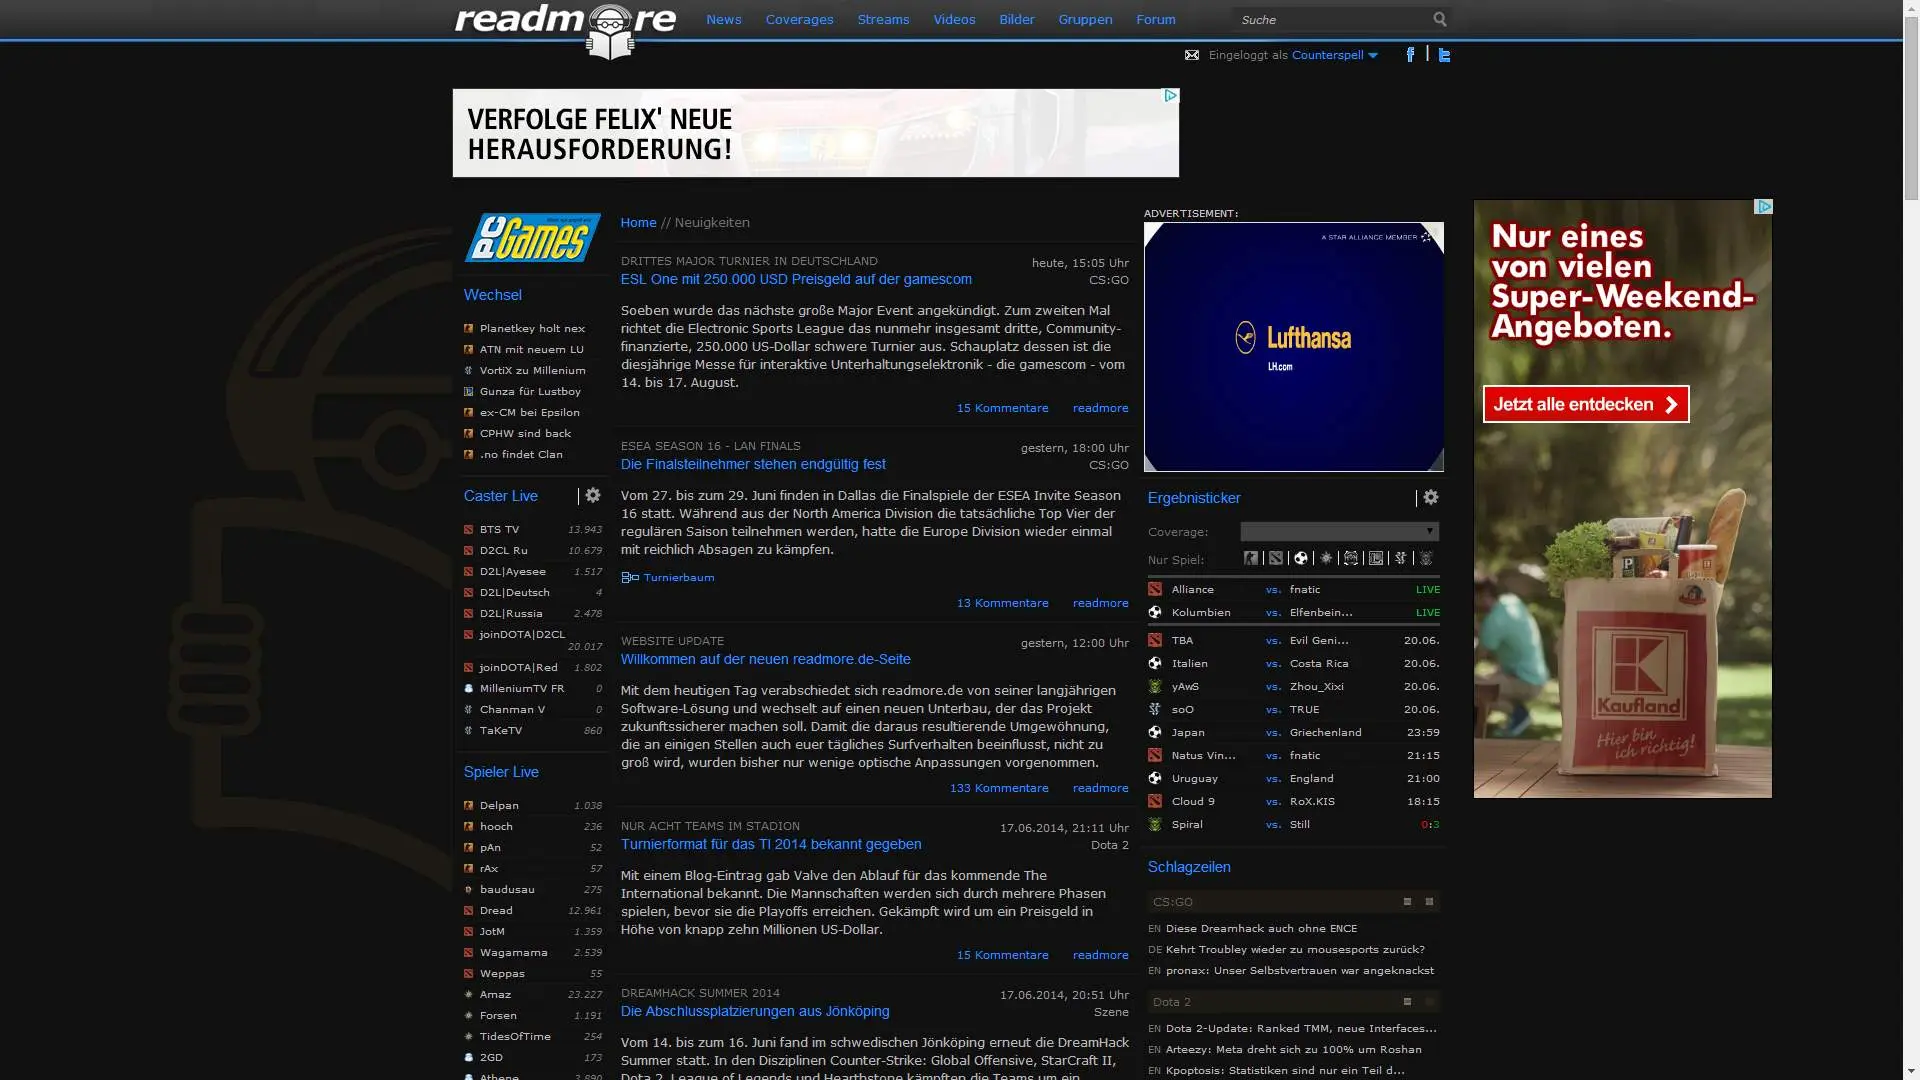 readmore
News
Coverages
Streams
Videos
Bilder
Gruppen
Forum
Suche
Eingeloggt als Counterspell
VERFOLGE FELIX' NEUE
HERAUSFORDERUNG!
PC Games
Wechsel
Planetkey holt nex
ATN mit neuem LU
VortiX zu Millenium
Gunza für Lustboy
ex-CM bei Epsilon
CPHW sind back
.no findet Clan
Caster Live
BTS TV 13.943
D2CL Ru 10.679
D2L|Ayesee 1.517
D2L|Deutsch 4
D2L|Russia 2.478
joinDOTA|D2CL
20.017
joinDOTA|Red 1.802
MilleniumTV FR 0
Chanman V 0
TaKeTV 860
Spieler Live
Delpan 1.038
hooch 236
pAn 52
rAx 57
baudusau 275
Dread 12.961
JotM 1.359
Wagamama 2.539
Weppas 55
Amaz 23.227
Forsen 1.191
TidesOfTime 254
2GD 173
Athene 3.890
Home // Neuigkeiten
DRITTES MAJOR TURNIER IN DEUTSCHLAND
heute, 15:05 Uhr
ESL One mit 250.000 USD Preisgeld auf der gamescom
CS:GO
Soeben wurde das nächste große Major Event angekündigt. Zum zweiten Mal
richtet die Electronic Sports League das nunmehr insgesamt dritte, Community-
finanzierte, 250.000 US-Dollar schwere Turnier aus. Schauplatz dessen ist die
diesjährige Messe für interaktive Unterhaltungselektronik - die gamescom - vom
14. bis 17. August.
15 Kommentare readmore
ESEA SEASON 16 - LAN FINALS
gestern, 18:00 Uhr
Die Finalsteilnehmer stehen endgültig fest
CS:GO
Vom 27. bis zum 29. Juni finden in Dallas die Finalspiele der ESEA Invite Season
16 statt. Während aus der North America Division die tatsächliche Top Vier der
regulären Saison teilnehmen werden, hatte die Europe Division wieder einmal
mit reichlich Absagen zu kämpfen.
Turnierbaum
13 Kommentare readmore
WEBSITE UPDATE
gestern, 12:00 Uhr
Willkommen auf der neuen readmore.de-Seite
Mit dem heutigen Tag verabschiedet sich readmore.de von seiner langjährigen
Software-Lösung und wechselt auf einen neuen Unterbau, der das Projekt
zukunftssicherer machen soll. Damit die daraus resultierende Umgewöhnung,
die an einigen Stellen auch euer tägliches Surfverhalten beeinflusst, nicht zu
groß wird, wurden bisher nur wenige optische Anpassungen vorgenommen.
133 Kommentare readmore
NUR ACHT TEAMS IM STADION
17.06.2014, 21:11 Uhr
Turnierformat für das TI 2014 bekannt gegeben
Dota 2
Mit einem Blog-Eintrag gab Valve den Ablauf für das kommende The
International bekannt. Die Mannschaften werden sich durch mehrere Phasen
spielen, bevor sie die Playoffs erreichen. Gekämpft wird um ein Preisgeld in
Höhe von knapp zehn Millionen US-Dollar.
15 Kommentare readmore
DREAMHACK SUMMER 2014
17.06.2014, 20:51 Uhr
Die Abschlussplatzierungen aus Jönköping
Szene
Vom 14. bis zum 16. Juni fand im schwedischen Jönköping erneut die DreamHack
Summer statt. In den Disziplinen Counter-Strike: Global Offensive, StarCraft II,
Dota 2, League of Legends und Hearthstone kämpften die Teams um ein
ADVERTISEMENT:
A STAR ALLIANCE MEMBER
Lufthansa
LH.com
Ergebnisticker
Coverage:
Nur Spiel:
Alliance vs. fnatic LIVE
Kolumbien vs. Elfenbein... LIVE
TBA vs. Evil Geni... 20.06.
Italien vs. Costa Rica 20.06.
yAwS vs. Zhou_Xixi 20.06.
soO vs. TRUE 20.06.
Japan vs. Griechenland 23:59
Natus Vin... vs. fnatic 21:15
Uruguay vs. England 21:00
Cloud 9 vs. RoX.KIS 18:15
Spiral vs. Still 0:3
Schlagzeilen
CS:GO
EN Diese Dreamhack auch ohne ENCE
DE Kehrt Troubley wieder zu mousesports zurück?
EN pronax: Unser Selbstvertrauen war angeknackst
Dota 2
EN Dota 2-Update: Ranked TMM, neue Interfaces...
EN Arteezy: Meta dreht sich zu 100% um Roshan
EN Kpoptosis: Statistiken sind nur ein Teil d...
Nur eines
von vielen
Super-Weekend-
Angeboten.
Jetzt alle entdecken
K
Kaufland
Hier bin
ich richtig!